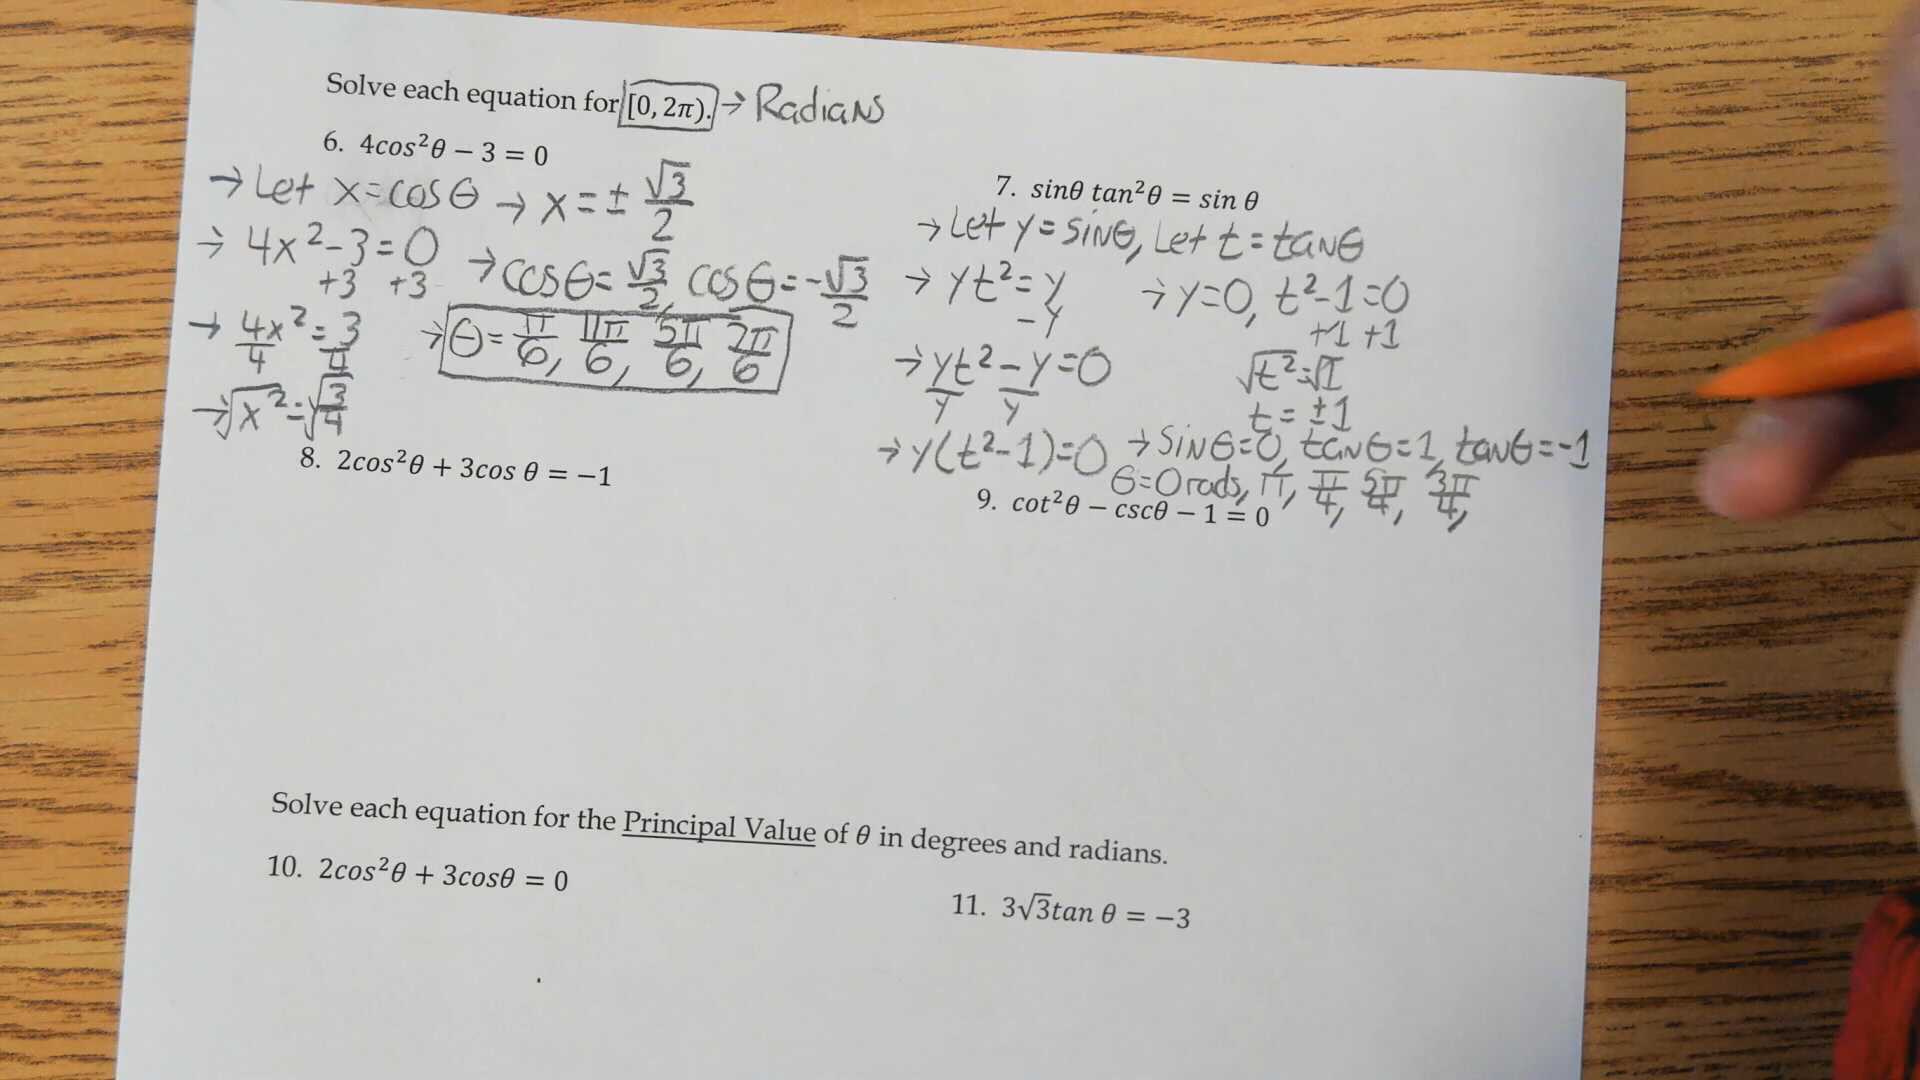 Solve each equation for [0, 2π). → Radians
6. 4cos²θ − 3 = 0
→ Let x = cosθ → x = ± √3/2
→ 4x² − 3 = 0
+3 +3
→ cosθ = √3/2, cosθ = −√3/2
→ 4x²/4 = 3/4
→ θ = π/6, 11π/6, 5π/6, 7π/6
→ √x² = √3/4
7. sinθ tan²θ = sin θ
→ Let y = sinθ, Let t = tanθ
→ yt² = y → y = 0, t² − 1 = 0
−y +1 +1
→ yt²/y − y/y = 0 √t² = √1
t = ±1
→ y(t² − 1) = 0 → sinθ = 0, tanθ = 1, tanθ = −1
θ = 0 rads, π, π/4, 5π/4, 3π/4,
8. 2cos²θ + 3cos θ = −1
9. cot²θ − cscθ − 1 = 0
Solve each equation for the Principal Value of θ in degrees and radians.
10. 2cos²θ + 3cosθ = 0
11. 3√3tan θ = −3